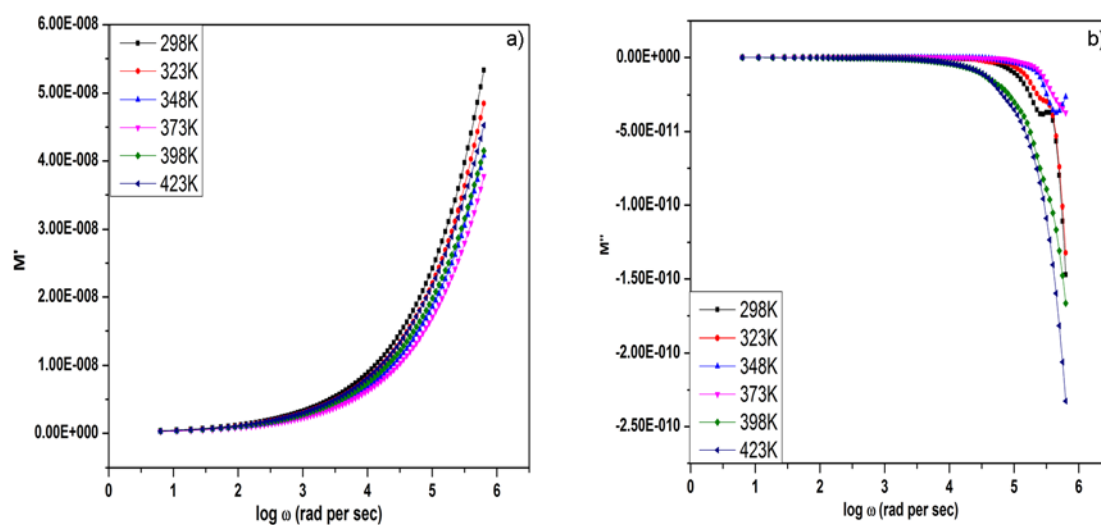 a)
6.00E-008
5.00E-008
4.00E-008
3.00E-008
2.00E-008
1.00E-008
0.00E+000
M'
298K
323K
348K
373K
398K
423K
0 1 2 3 4 5 6
log ω (rad per sec)
b)
0.00E+000
-5.00E-011
-1.00E-010
-1.50E-010
-2.00E-010
-2.50E-010
M''
298K
323K
348K
373K
398K
423K
0 1 2 3 4 5 6
log ω (rad per sec)